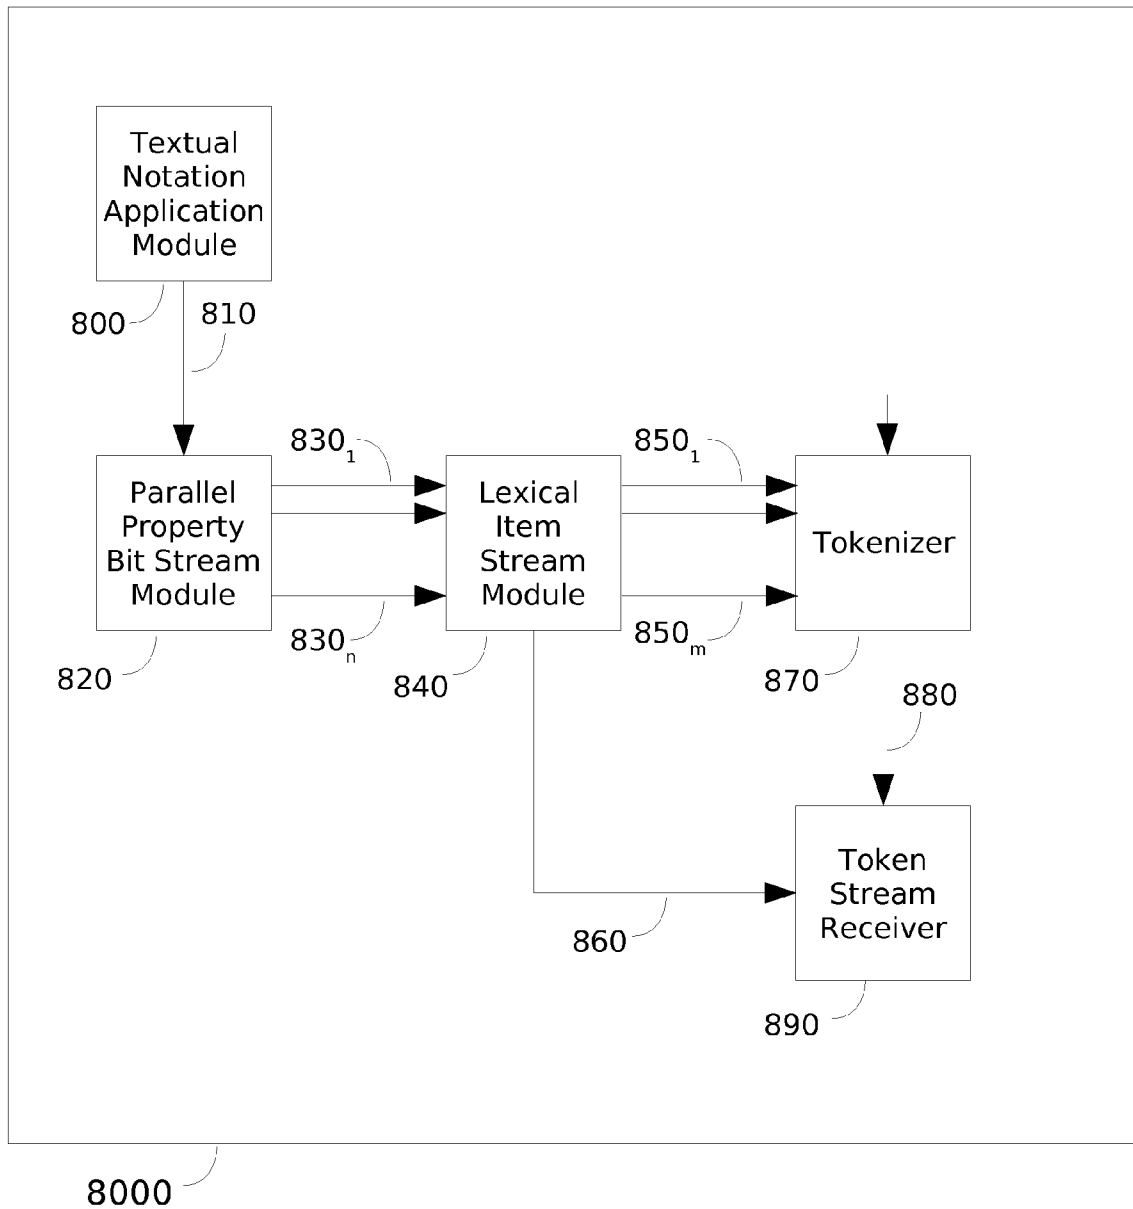 Textual
Notation
Application
Module
800
810
830₁
850₁
Parallel
Property
Bit Stream
Module
Lexical
Item
Stream
Module
Tokenizer
820
830ₙ
840
850ₘ
870
880
Token
Stream
Receiver
860
890
8000